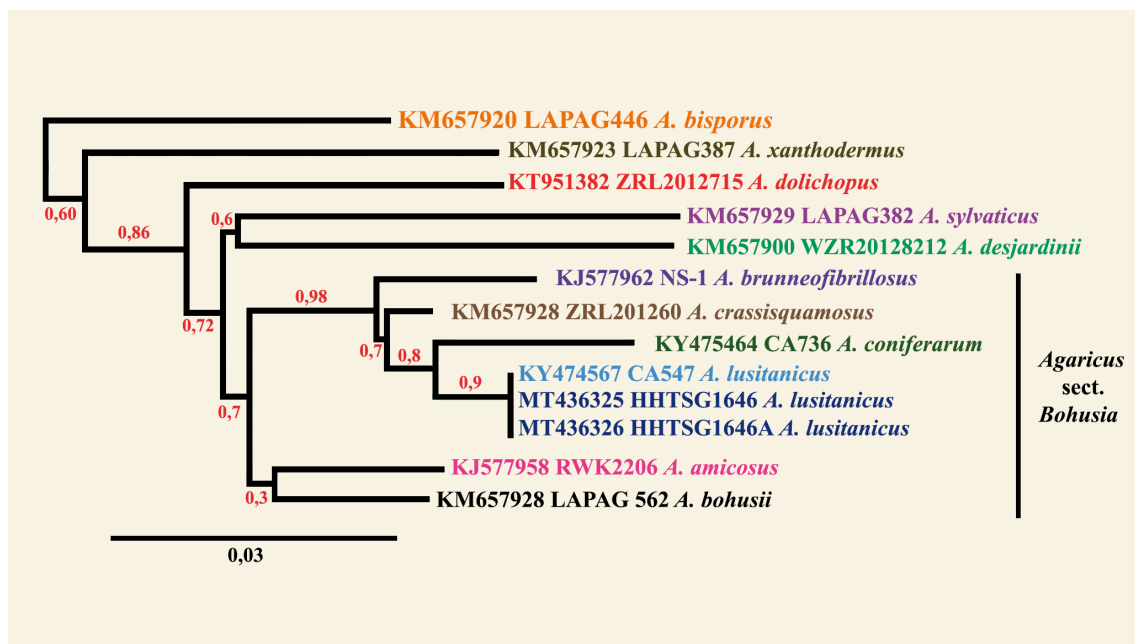 KM657920 LAPAG446 A. bisporus
KM657923 LAPAG387 A. xanthodermus
KT951382 ZRL2012715 A. dolichopus
0,60
0,86
0,6
KM657929 LAPAG382 A. sylvaticus
KM657900 WZR20128212 A. desjardinii
KJ577962 NS-1 A. brunneofibrillosus
0,98
KM657928 ZRL201260 A. crassisquamosus
0,72
0,7
KY475464 CA736 A. coniferarum
0,8
KY474567 CA547 A. lusitanicus
0,9
MT436325 HHTSG1646 A. lusitanicus
0,7
MT436326 HHTSG1646A A. lusitanicus
KJ577958 RWK2206 A. amicosus
0,3
KM657928 LAPAG 562 A. bohusii
Agaricus
sect.
Bohusia
0,03